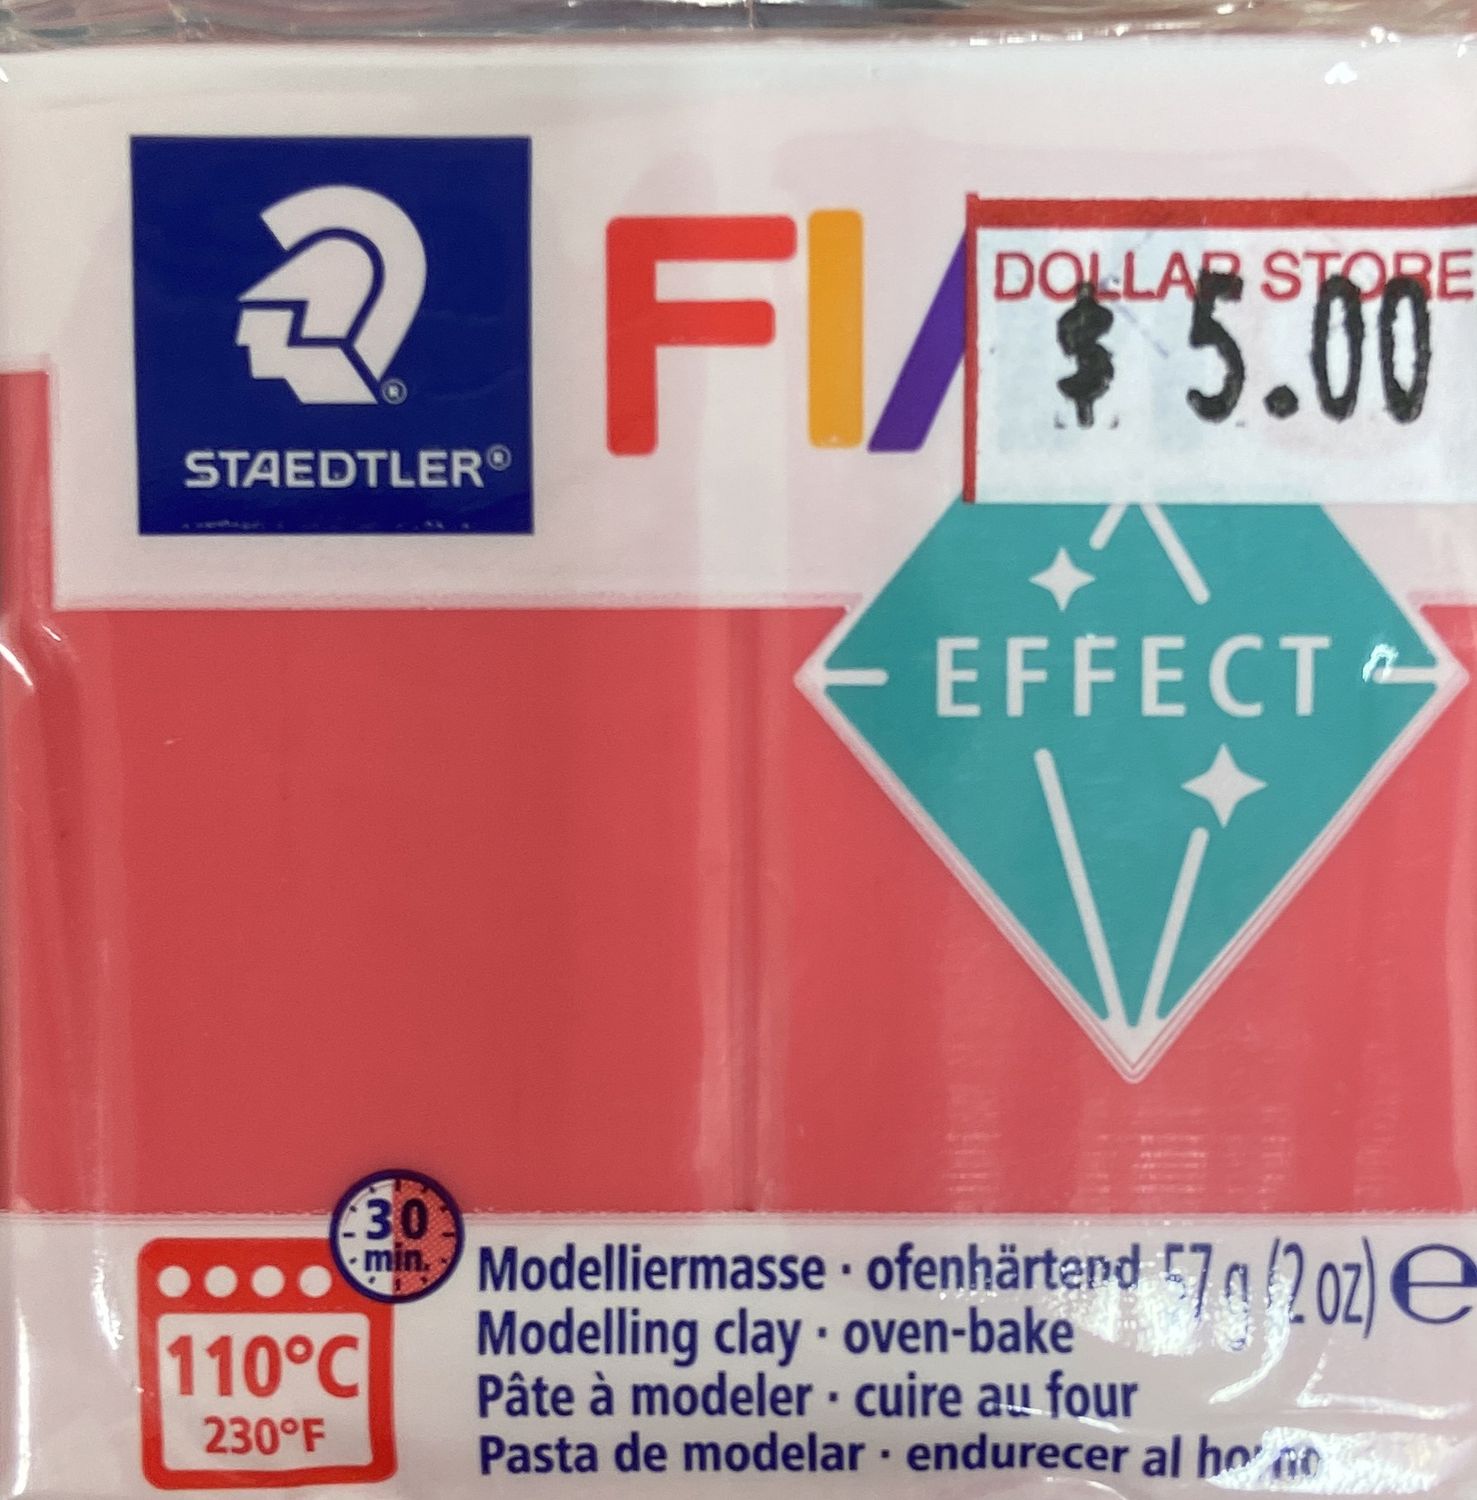 STAEDTLER®
FI
DOLLAR STORE
$ 5.00
EFFECT
30
min.
110°C
230°F
Modelliermasse · ofenhärtend 57 g (2 oz) e
Modelling clay · oven-bake
Pâte à modeler · cuire au four
Pasta de modelar · endurecer al horno